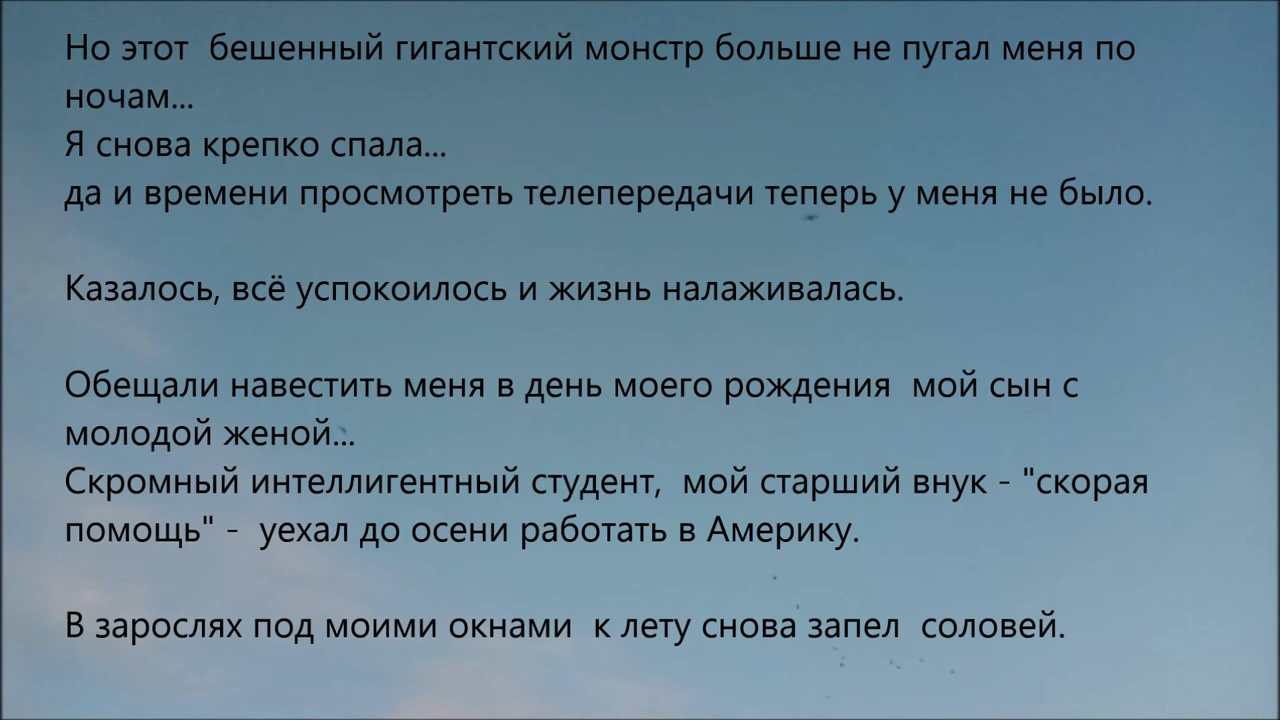 Но этот  бешенный гигантский монстр больше не пугал меня по
ночам...
Я снова крепко спала...
да и времени просмотреть телепередачи теперь у меня не было.
Казалось, всё успокоилось и жизнь налаживалась.
Обещали навестить меня в день моего рождения  мой сын с
молодой женой...
Скромный интеллигентный студент,  мой старший внук - "скорая
помощь" -  уехал до осени работать в Америку.
В зарослях под моими окнами  к лету снова запел  соловей.